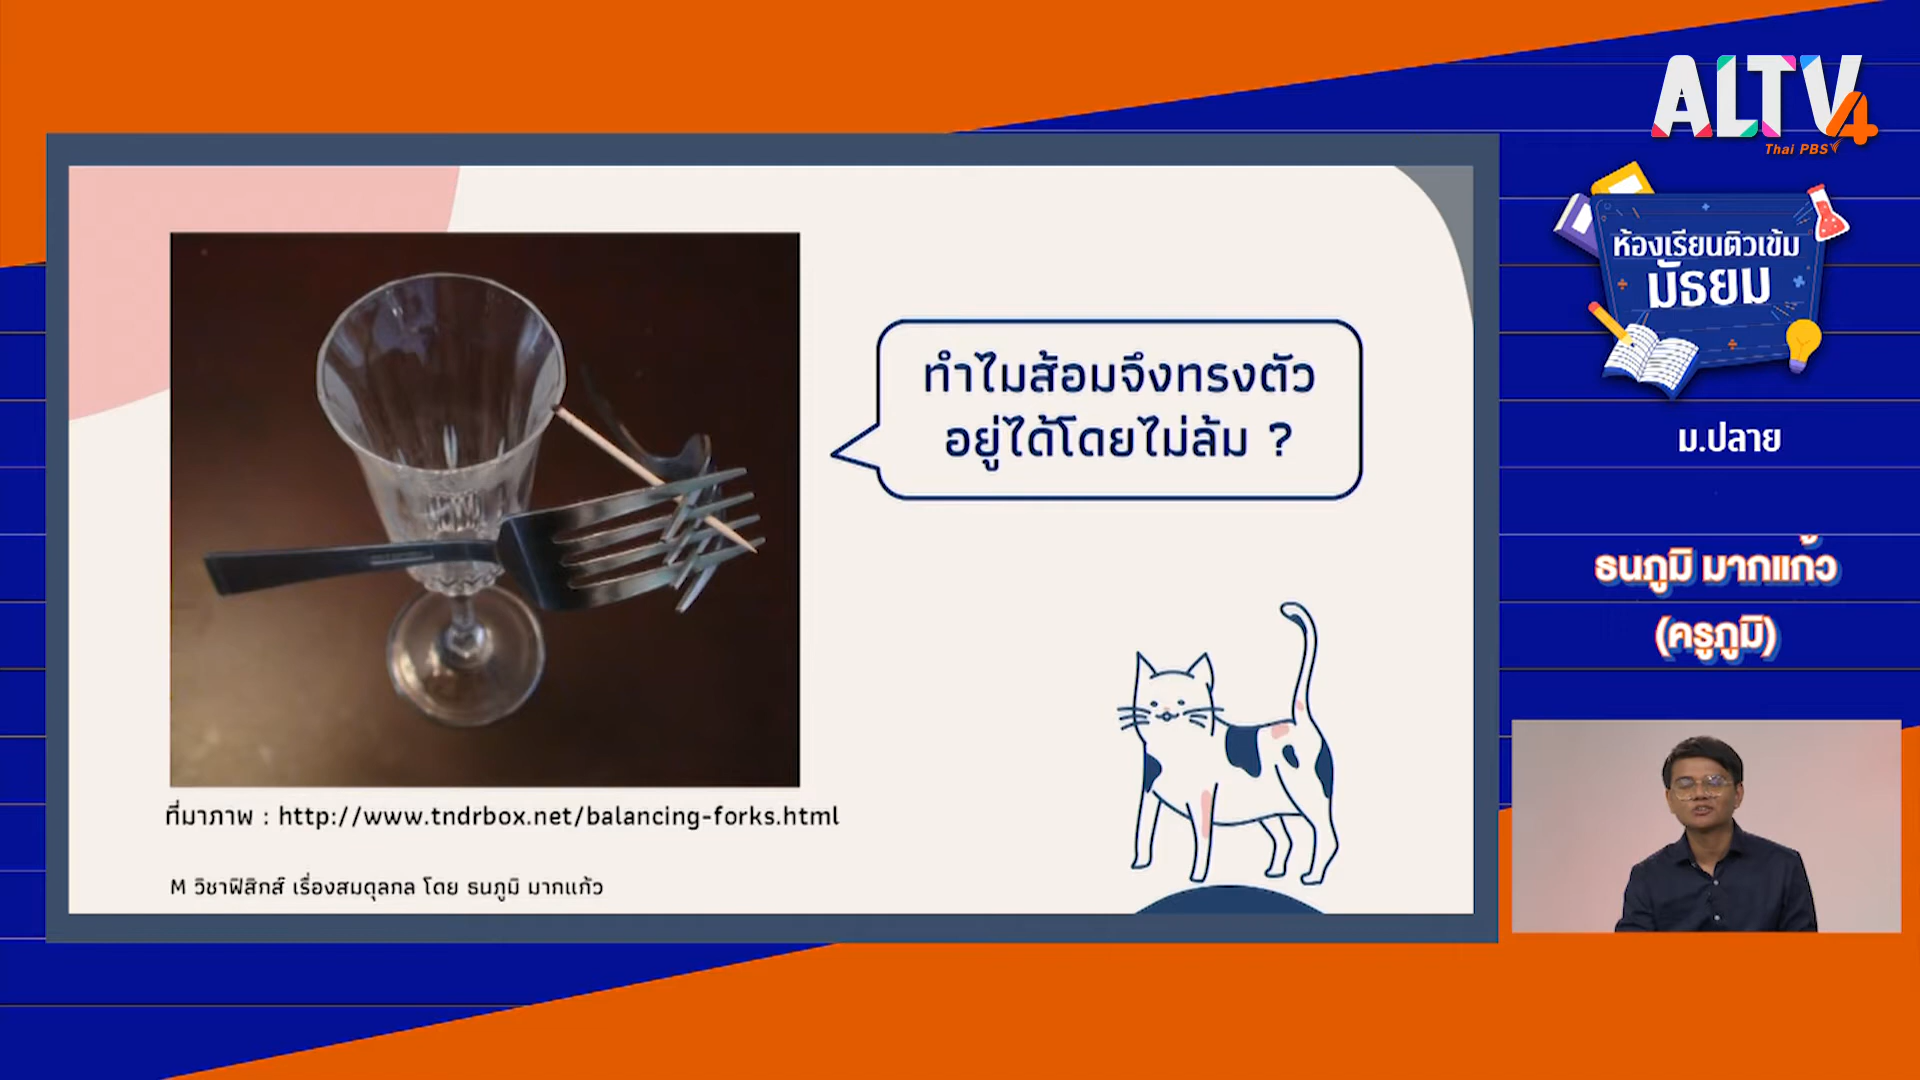 ALTV4
Thai PBS
ห้องเรียนติวเข้ม
มัธยม
ม.ปลาย
ธนภูมิ มากแก้ว
(ครูภูมิ)
ทำไมส้อมจึงทรงตัว
อยู่ได้โดยไม่ล้ม ?
ที่มาภาพ : http://www.tndrbox.net/balancing-forks.html
M วิชาฟิสิกส์ เรื่องสมดุลกล โดย ธนภูมิ มากแก้ว